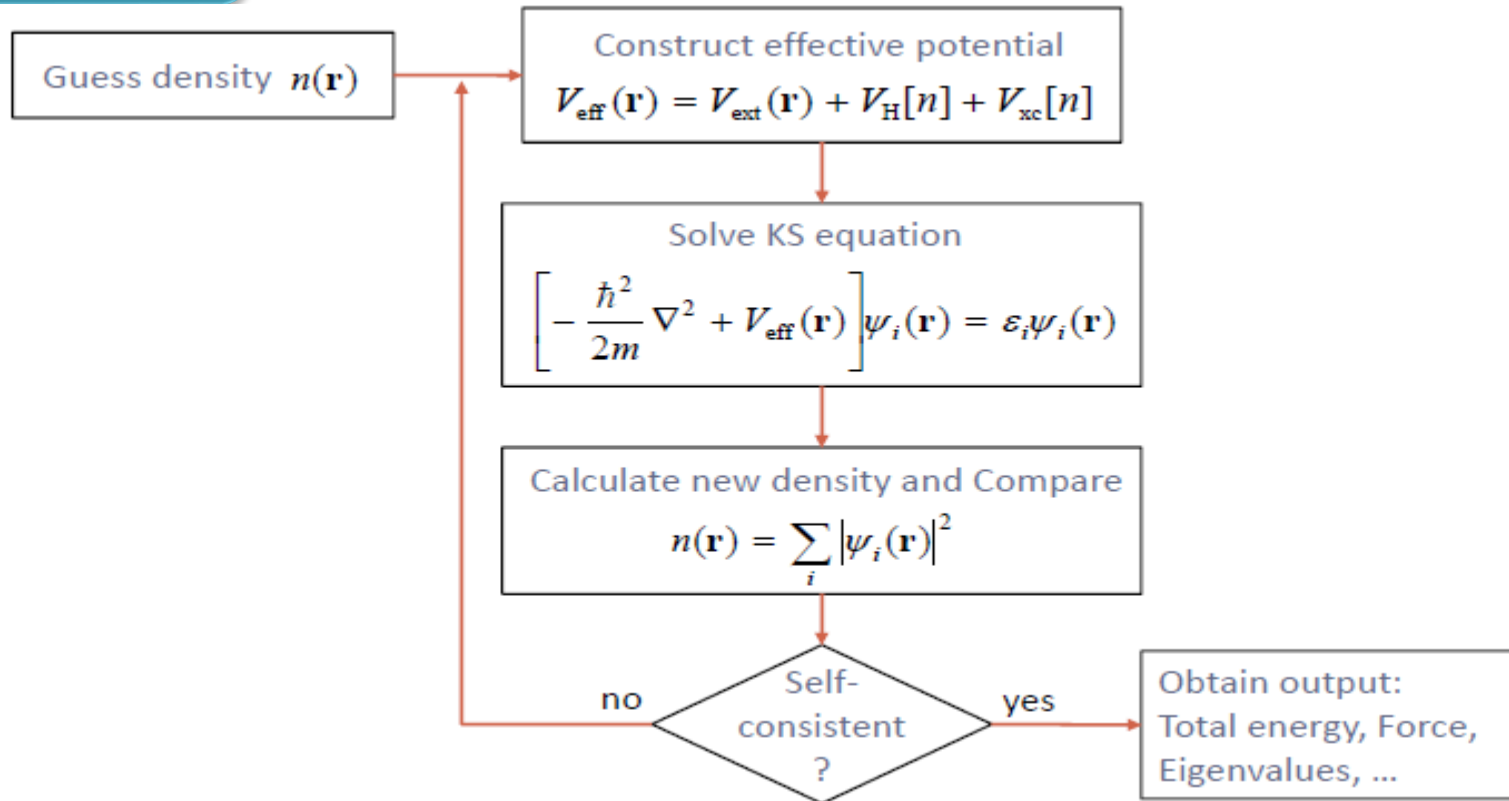 Guess density n(r)
Construct effective potential
V_eff(r) = V_ext(r) + V_H[n] + V_xc[n]
Solve KS equation
[-ℏ²/2m ∇² + V_eff(r)]ψ_i(r) = ε_iψ_i(r)
Calculate new density and Compare
n(r) = ∑_i |ψ_i(r)|²
no
Self-
consistent
?
yes
Obtain output:
Total energy, Force,
Eigenvalues, ...